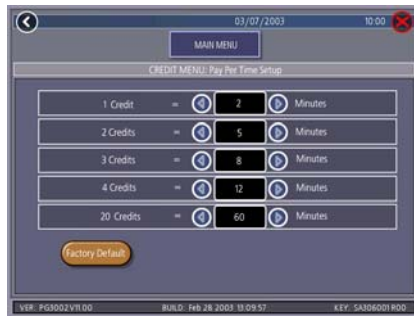 03/07/2003 10:00
MAIN MENU
CREDIT MENU: Pay Per Time Setup
1 Credit = 2 Minutes
2 Credits = 5 Minutes
3 Credits = 8 Minutes
4 Credits = 12 Minutes
20 Credits = 60 Minutes
Factory Default
VER: PG3002 V11.00 BUILD: Feb 28 2003 13:09:57 KEY: SA306001 R00